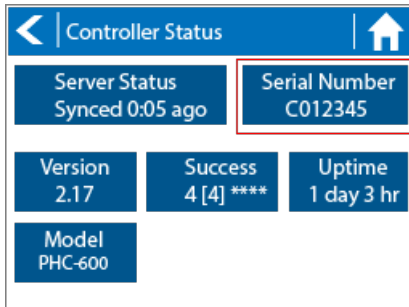 Controller Status
Server Status
Synced 0:05 ago
Serial Number
C012345
Version
2.17
Success
4 [4] ****
Uptime
1 day 3 hr
Model
PHC-600